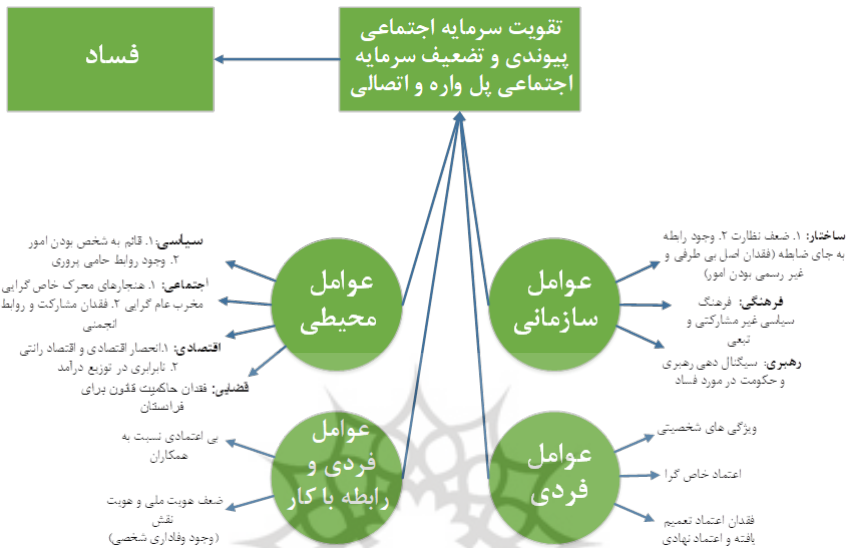 تقویت سرمایه اجتماعی
پیوندی و تضعیف سرمایه
اجتماعی پل واره و اتصالی
فساد
عوامل
سازمانی
ساختار: ۱. ضعف نظارت ۲. وجود رابطه
به جای ضابطه (فقدان اصل بی طرفی و
غیر رسمی بودن امور)
فرهنگی: فرهنگ
سیاسی غیر مشارکتی و
تبعی
رهبری: سیگنال دهی رهبری
و حکومت در مورد فساد
عوامل
محیطی
سیاسی: ۱. قائم به شخص بودن امور
۲. وجود روابط حامی پروری
اجتماعی: ۱. هنجارهای محرک خاص گرایی
مخرب عام گرایی ۲. فقدان مشارکت و روابط
انجمنی
اقتصادی: ۱.انحصار اقتصادی و اقتصاد رانتی
۲. نابرابری در توزیع درآمد
قضایی: فقدان حاکمیت قانون برای
فرادستان
عوامل
فردی
ویژگی های شخصیتی
اعتماد خاص گرا
فقدان اعتماد تعمیم
یافته و اعتماد نهادی
عوامل
فردی و
رابطه با کار
بی اعتمادی نسبت به
همکاران
ضعف هویت ملی و هویت
نقش
(وجود وفاداری شخصی)